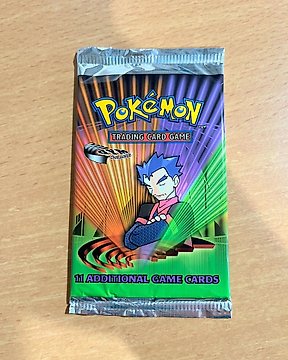 POKéMON
TRADING CARD GAME
11 ADDITIONAL GAME CARDS